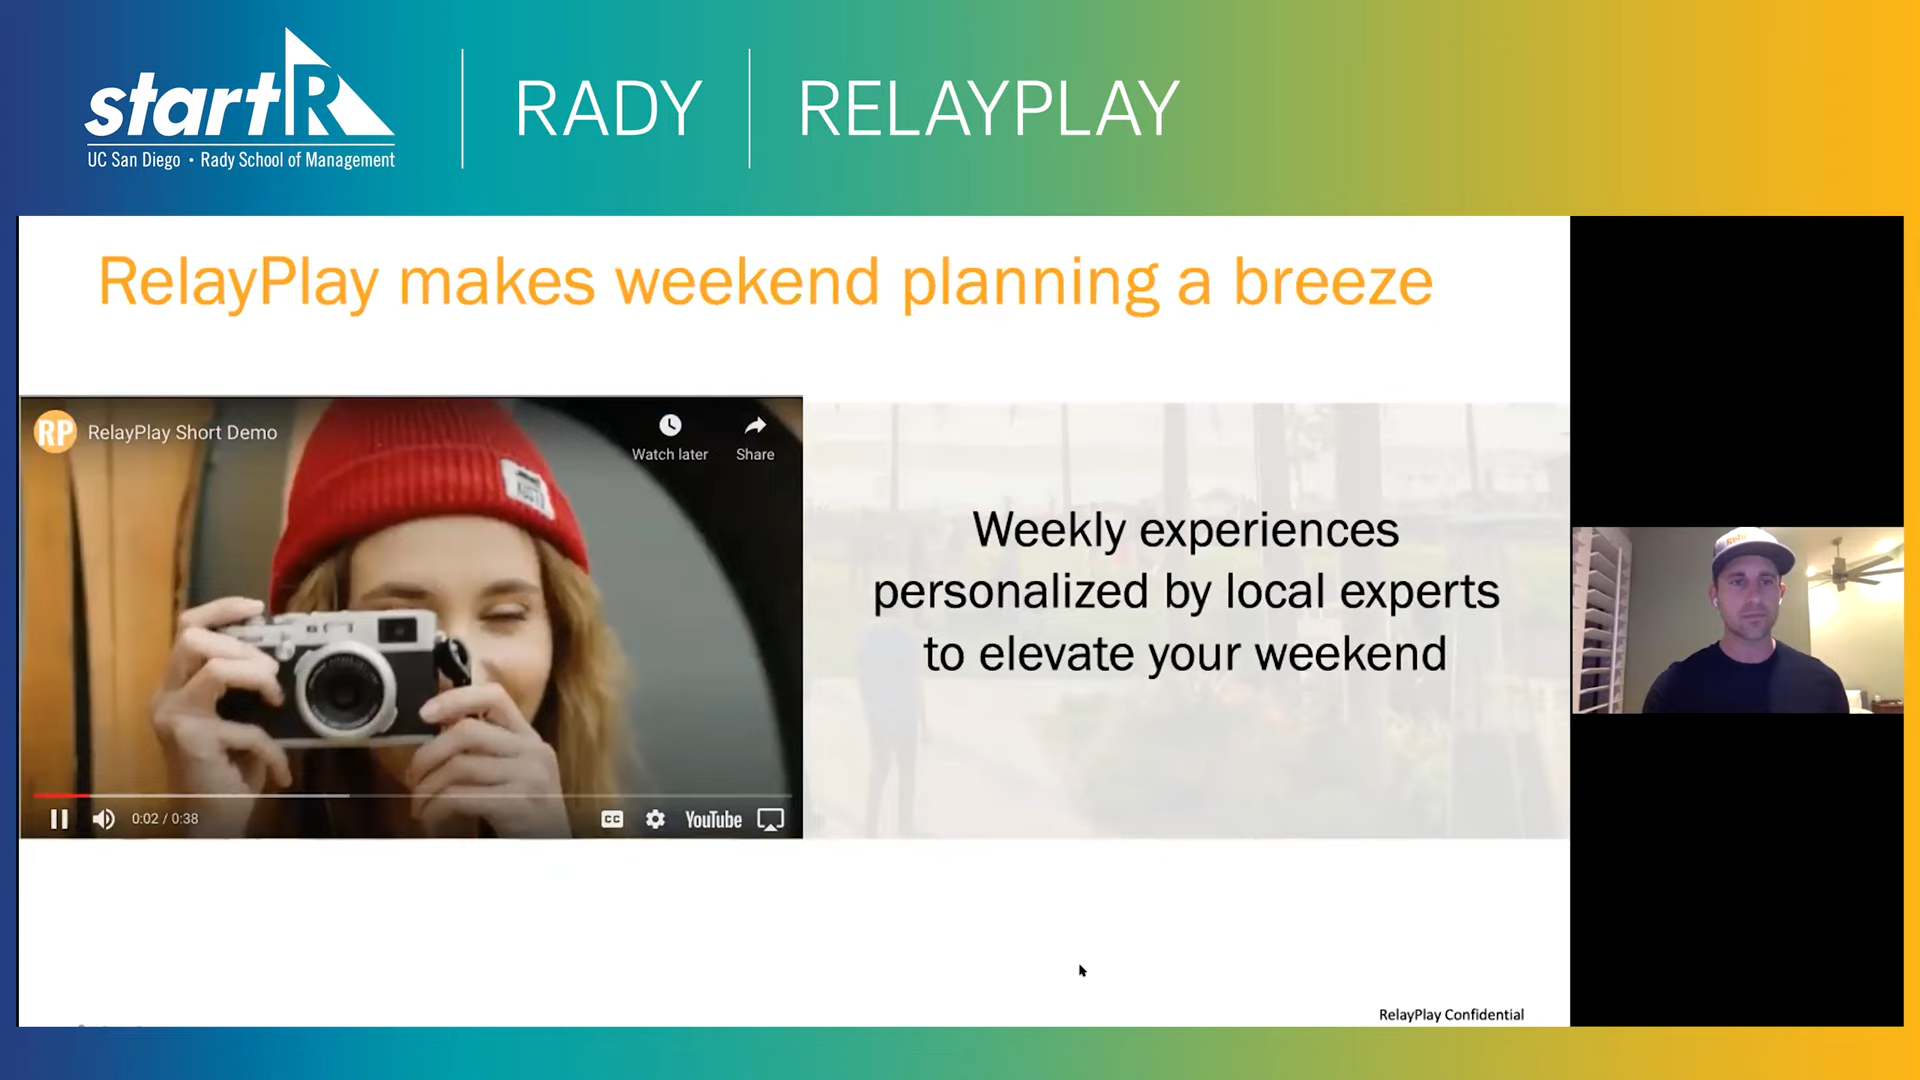 startR
UC San Diego • Rady School of Management
RADY
RELAYPLAY
RelayPlay makes weekend planning a breeze
RP
RelayPlay Short Demo
Watch later
Share
0:02 / 0:38
CC
YouTube
Weekly experiences
personalized by local experts
to elevate your weekend
RelayPlay Confidential